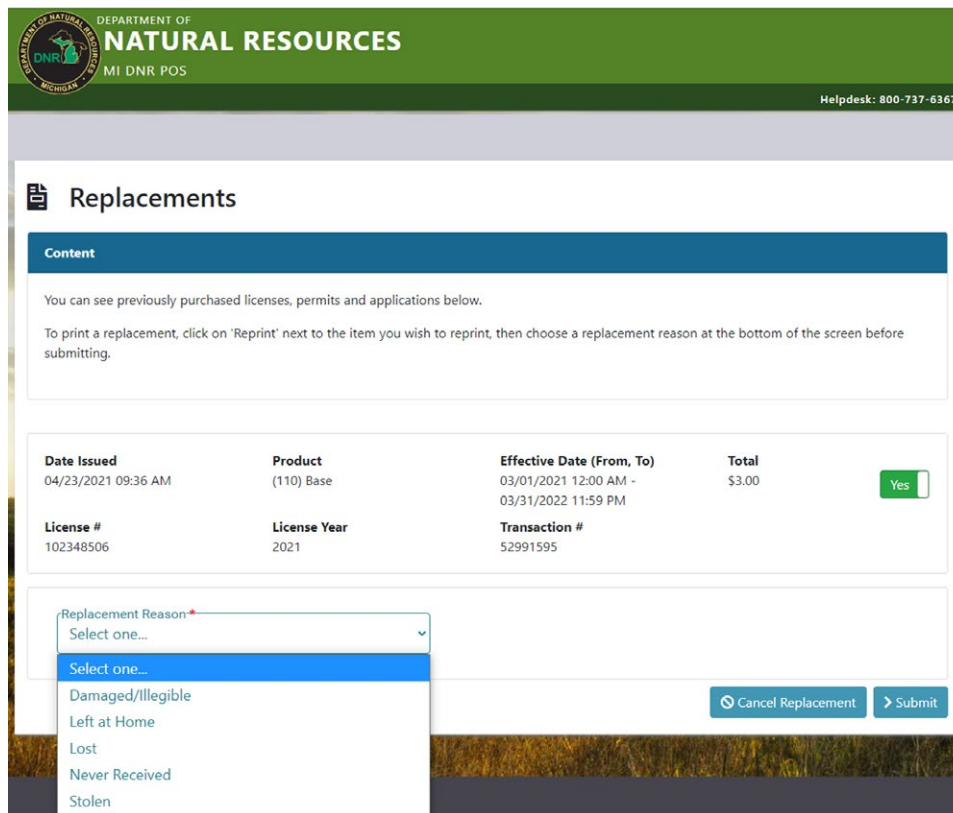 DEPARTMENT OF NATURAL RESOURCES
DNR
MICHIGAN
DEPARTMENT OF
NATURAL RESOURCES
MI DNR POS
Helpdesk: 800-737-6367
Replacements
Content
You can see previously purchased licenses, permits and applications below.
To print a replacement, click on 'Reprint' next to the item you wish to reprint, then choose a replacement reason at the bottom of the screen before
submitting.
Date Issued Product Effective Date (From, To) Total
04/23/2021 09:36 AM (110) Base 03/01/2021 12:00 AM - $3.00 Yes
03/31/2022 11:59 PM
License # License Year Transaction #
102348506 2021 52991595
Replacement Reason *
Select one...
Select one...
Damaged/Illegible
Cancel Replacement Submit
Left at Home
Lost
Never Received
Stolen